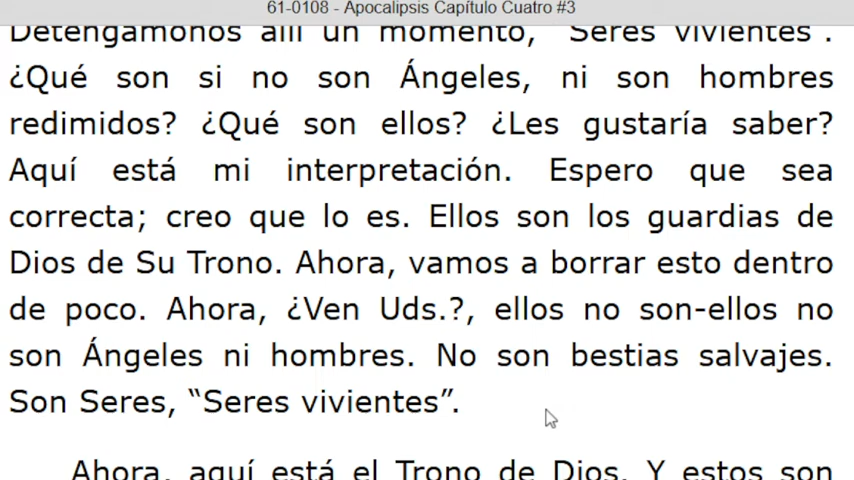 61-0108 - Apocalipsis Capítulo Cuatro #3
Detengámonos allí un momento, “Seres vivientes”.
¿Qué son si no son Ángeles, ni son hombres
redimidos? ¿Qué son ellos? ¿Les gustaría saber?
Aquí está mi interpretación. Espero que sea
correcta; creo que lo es. Ellos son los guardias de
Dios de Su Trono. Ahora, vamos a borrar esto dentro
de poco. Ahora, ¿Ven Uds.?, ellos no son-ellos no
son Ángeles ni hombres. No son bestias salvajes.
Son Seres, “Seres vivientes”.
Ahora, aquí está el Trono de Dios. Y estos son